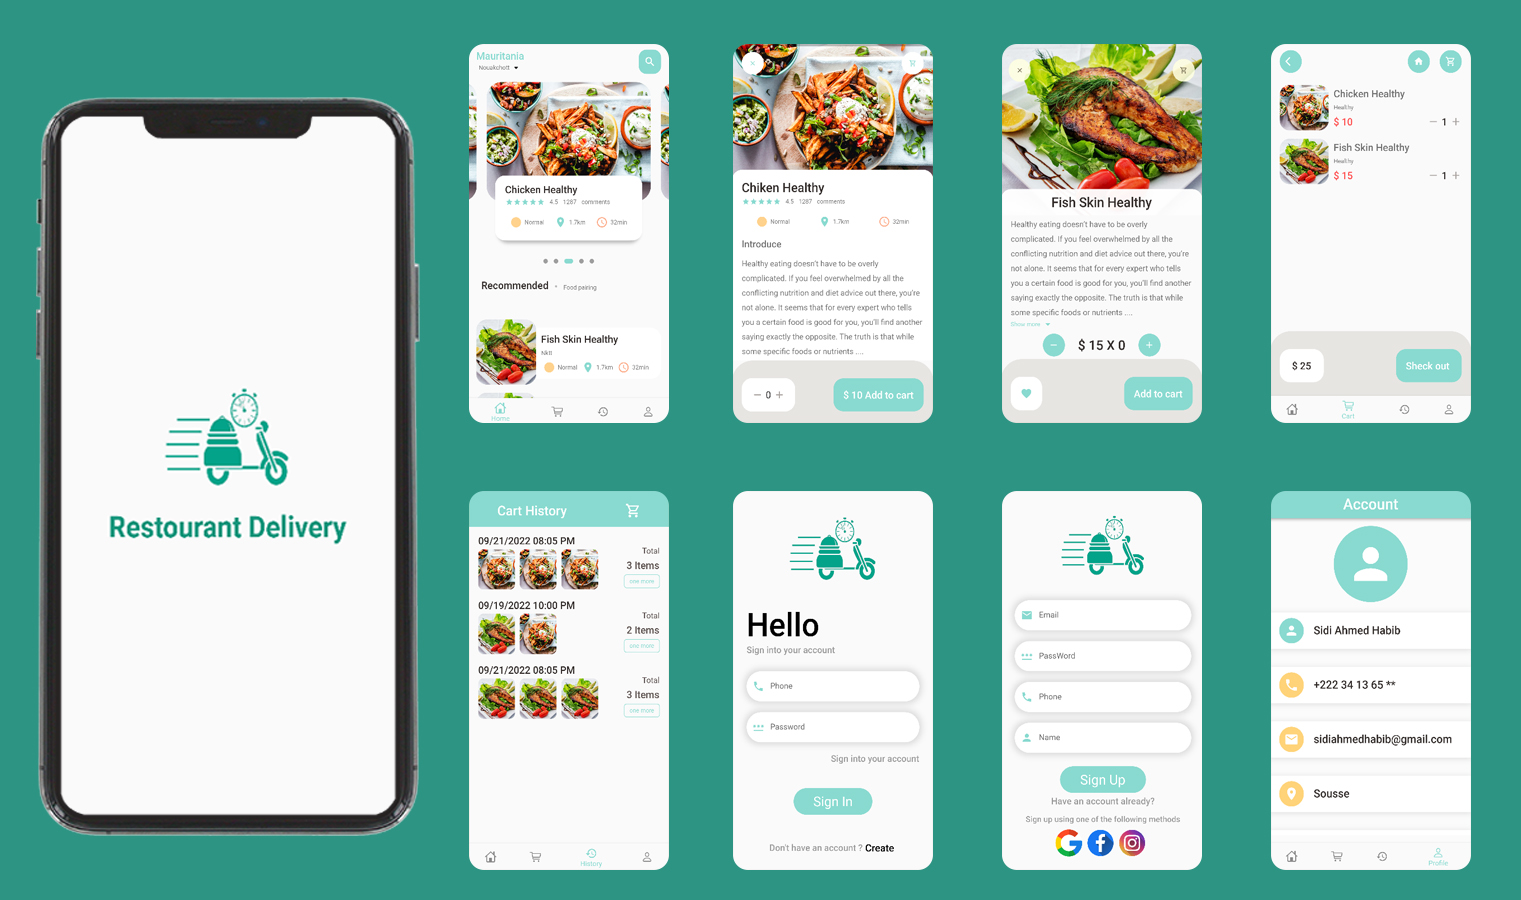 Restourant Delivery
Mauritania
Nouakchott
Chicken Healthy
4.5 1287 comments
Normal 1.7km 32min
Recommended • Food pairing
Fish Skin Healthy
Normal 1.7km 32min
Home
Chiken Healthy
4.5 1287 comments
Normal 1.7km 32min
Introduce
Healthy eating doesn't have to be overly
complicated. If you feel overwhelmed by all the
conflicting nutrition and diet advice out there, you're
not alone. It seems that for every expert who tells
you a certain food is good for you, you'll find another
saying exactly the opposite. The truth is that while
some specific foods or nutrients ....
− 0 +
$ 10 Add to cart
Fish Skin Healthy
Healthy eating doesn't have to be overly
complicated. If you feel overwhelmed by all the
conflicting nutrition and diet advice out there, you're
not alone. It seems that for every expert who tells
you a certain food is good for you, you'll find another
saying exactly the opposite. The truth is that while
some specific foods or nutrients ....
Show more
− $ 15 X 0 +
Add to cart
Chicken Healthy
Healthy
$ 10 − 1 +
Fish Skin Healthy
Healthy
$ 15 − 1 +
$ 25
Sheck out
Cart
Cart History
09/21/2022 08:05 PM
Total
3 Items
one more
09/19/2022 10:00 PM
Total
2 Items
one more
09/21/2022 08:05 PM
Total
3 Items
one more
History
Hello
Sign into your account
Phone
Password
Sign into your account
Sign In
Don't have an account ? Create
Email
PassWord
Phone
Name
Sign Up
Have an account already?
Sign up using one of the following methods
Account
Sidi Ahmed Habib
+222 34 13 65 **
sidiahmedhabib@gmail.com
Sousse
Profile